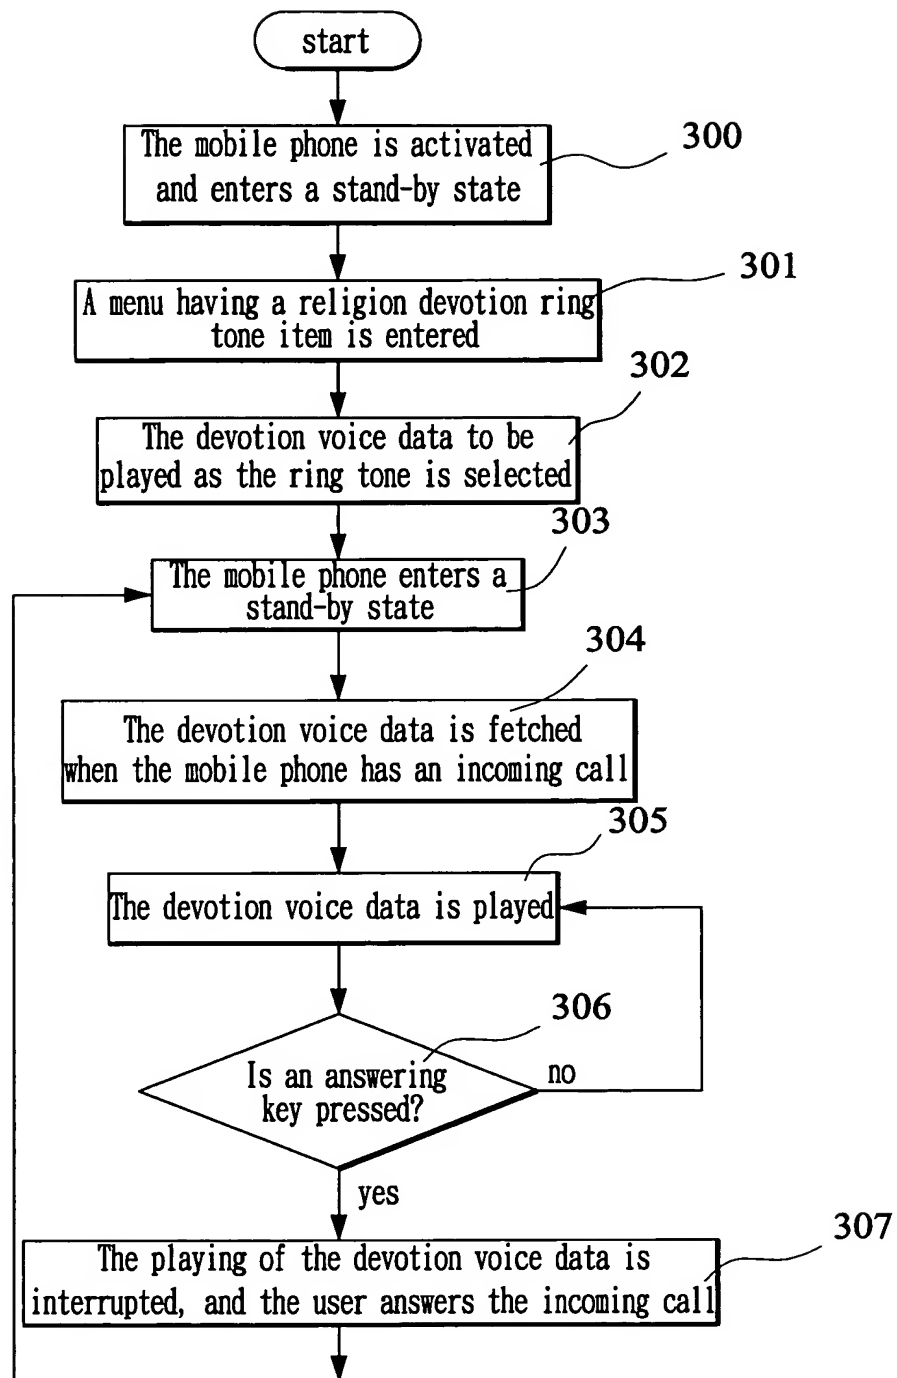 start
The mobile phone is activated
and enters a stand-by state
300
A menu having a religion devotion ring
tone item is entered
301
The devotion voice data to be
played as the ring tone is selected
302
The mobile phone enters a
stand-by state
303
The devotion voice data is fetched
when the mobile phone has an incoming call
304
The devotion voice data is played
305
Is an answering
key pressed?
306
no
yes
The playing of the devotion voice data is
interrupted, and the user answers the incoming call
307